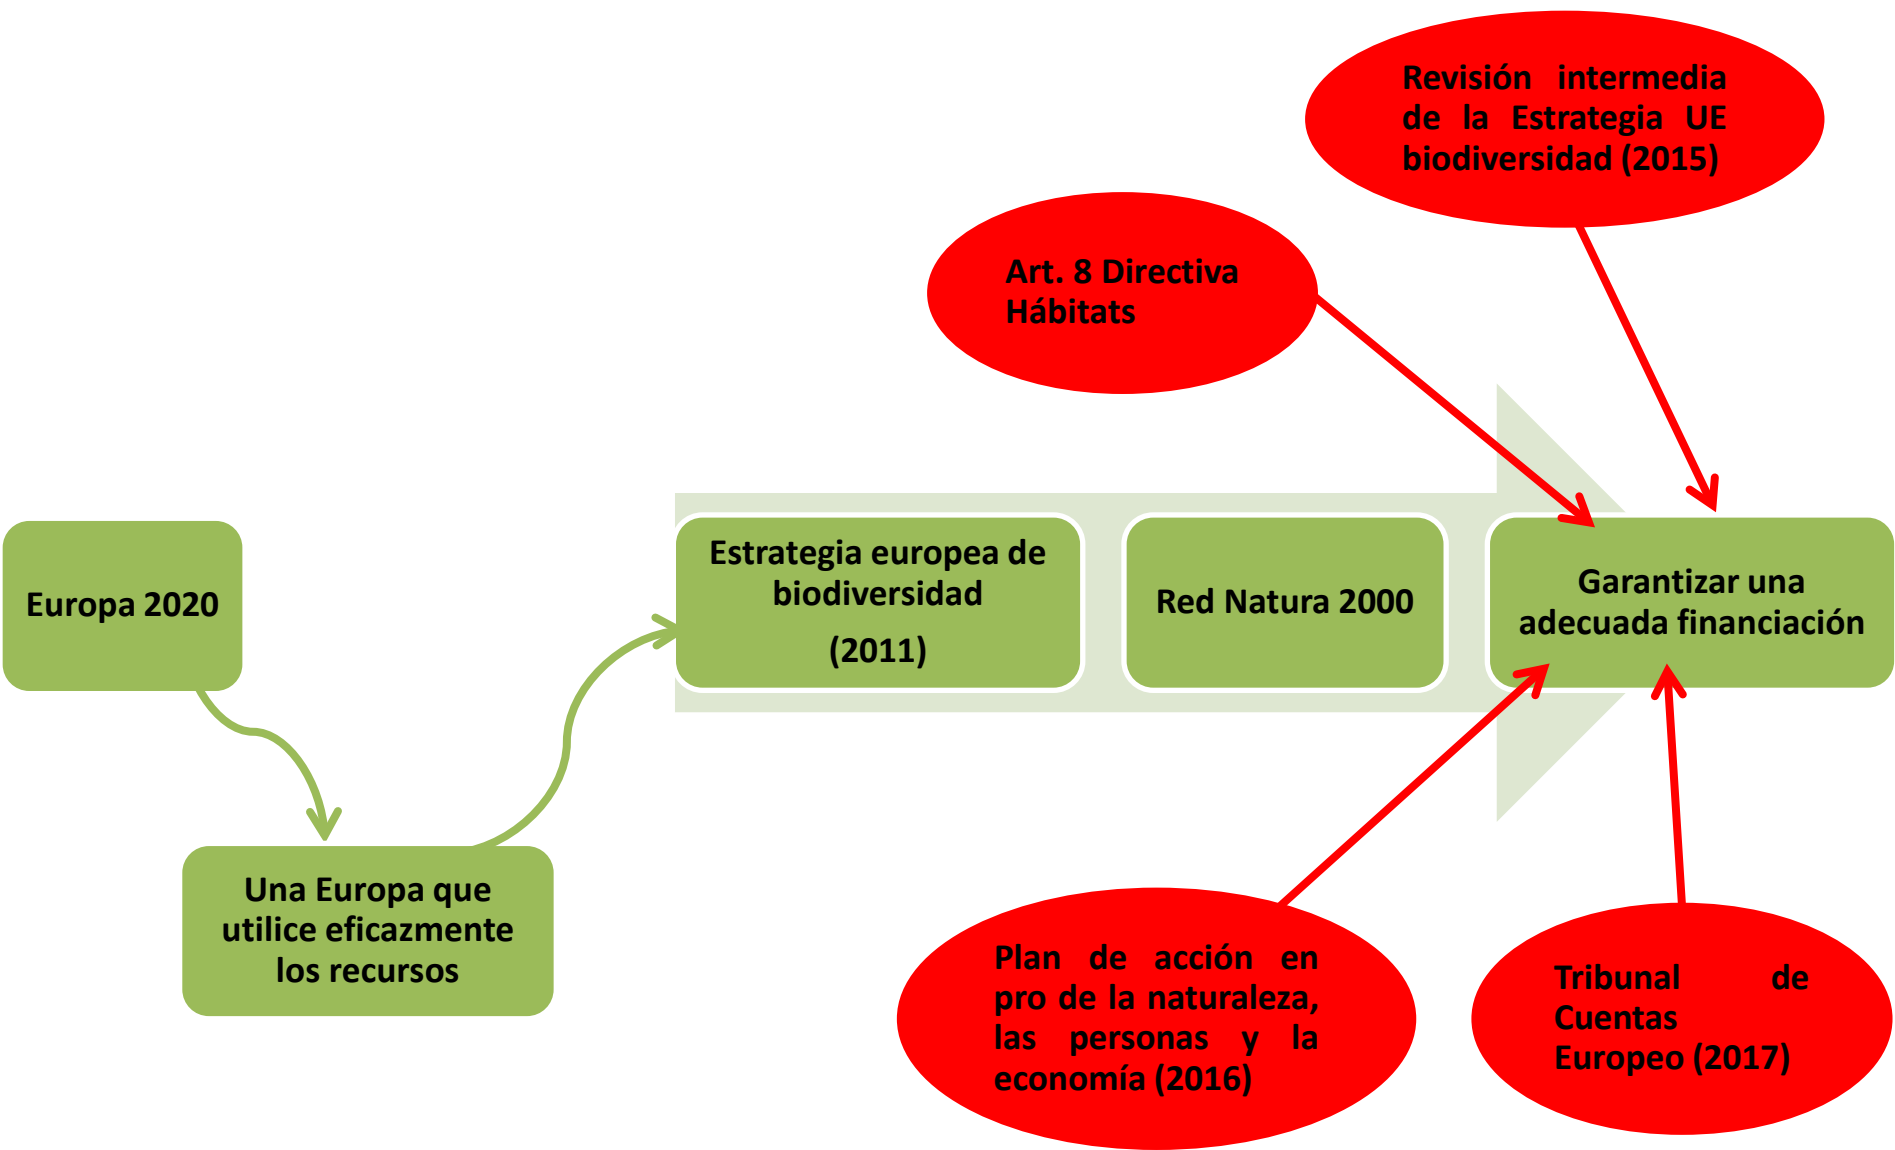 Revisión intermedia
de la Estrategia UE
biodiversidad (2015)
Art. 8 Directiva
Hábitats
Europa 2020
Estrategia europea de
biodiversidad
(2011)
Red Natura 2000
Garantizar una
adecuada financiación
Una Europa que
utilice eficazmente
los recursos
Plan de acción en
pro de la naturaleza,
las personas y la
economía (2016)
Tribunal de
Cuentas
Europeo (2017)